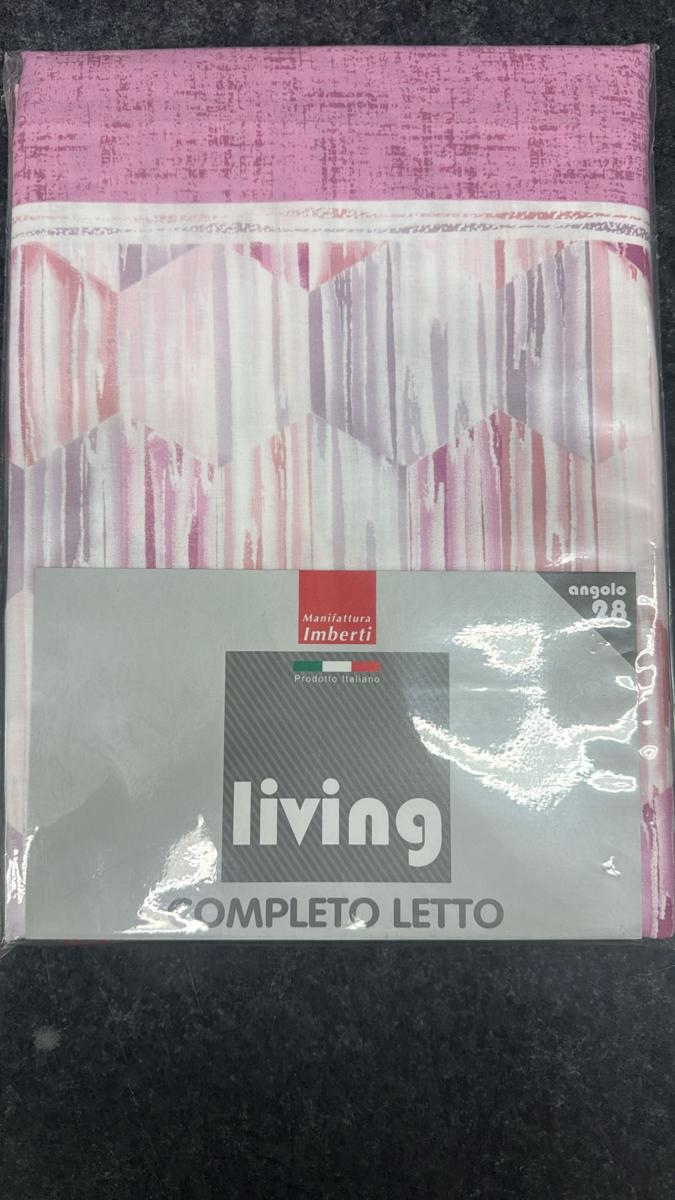 angolo
28
Manifattura
Imberti
Prodotto Italiano
living
COMPLETO LETTO